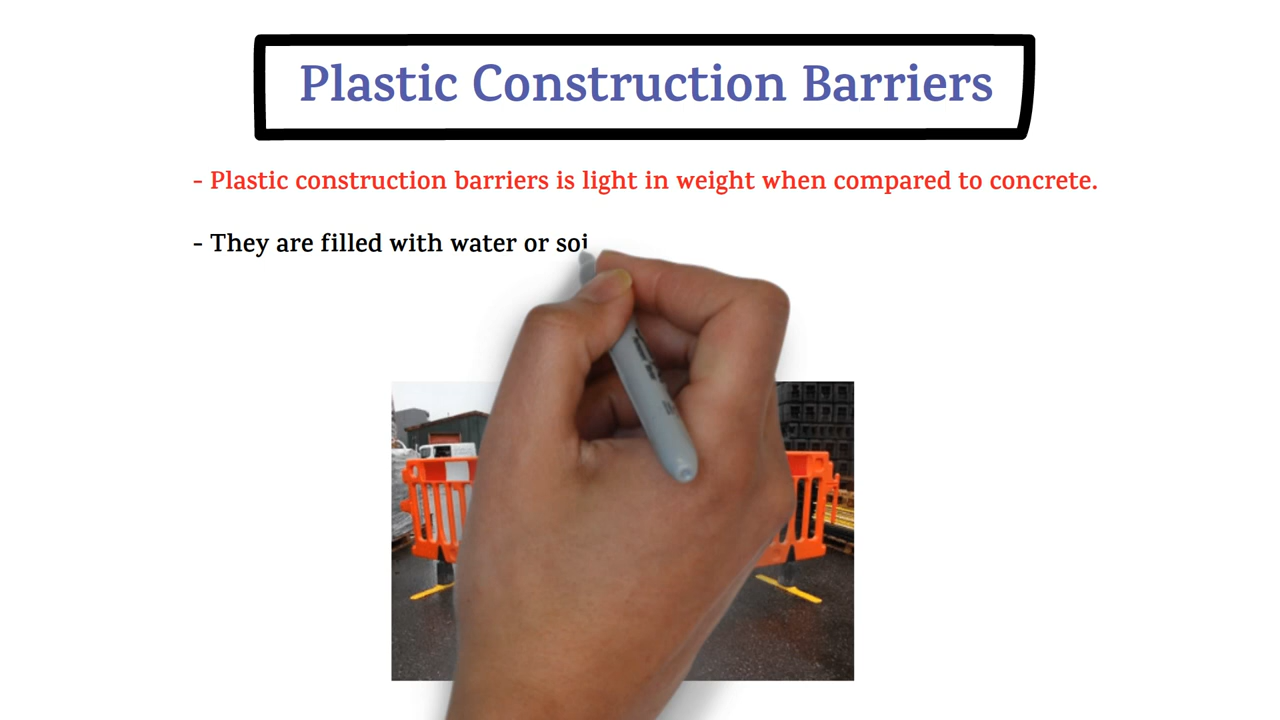 Plastic Construction Barriers
- Plastic construction barriers is light in weight when compared to concrete.
- They are filled with water or soi